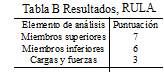 Tabla B Resultados, RULA.
Elemento de análisis Puntuación
Miembros superiores 7
Miembros inferiores 6
Cargas y fuerzas 3